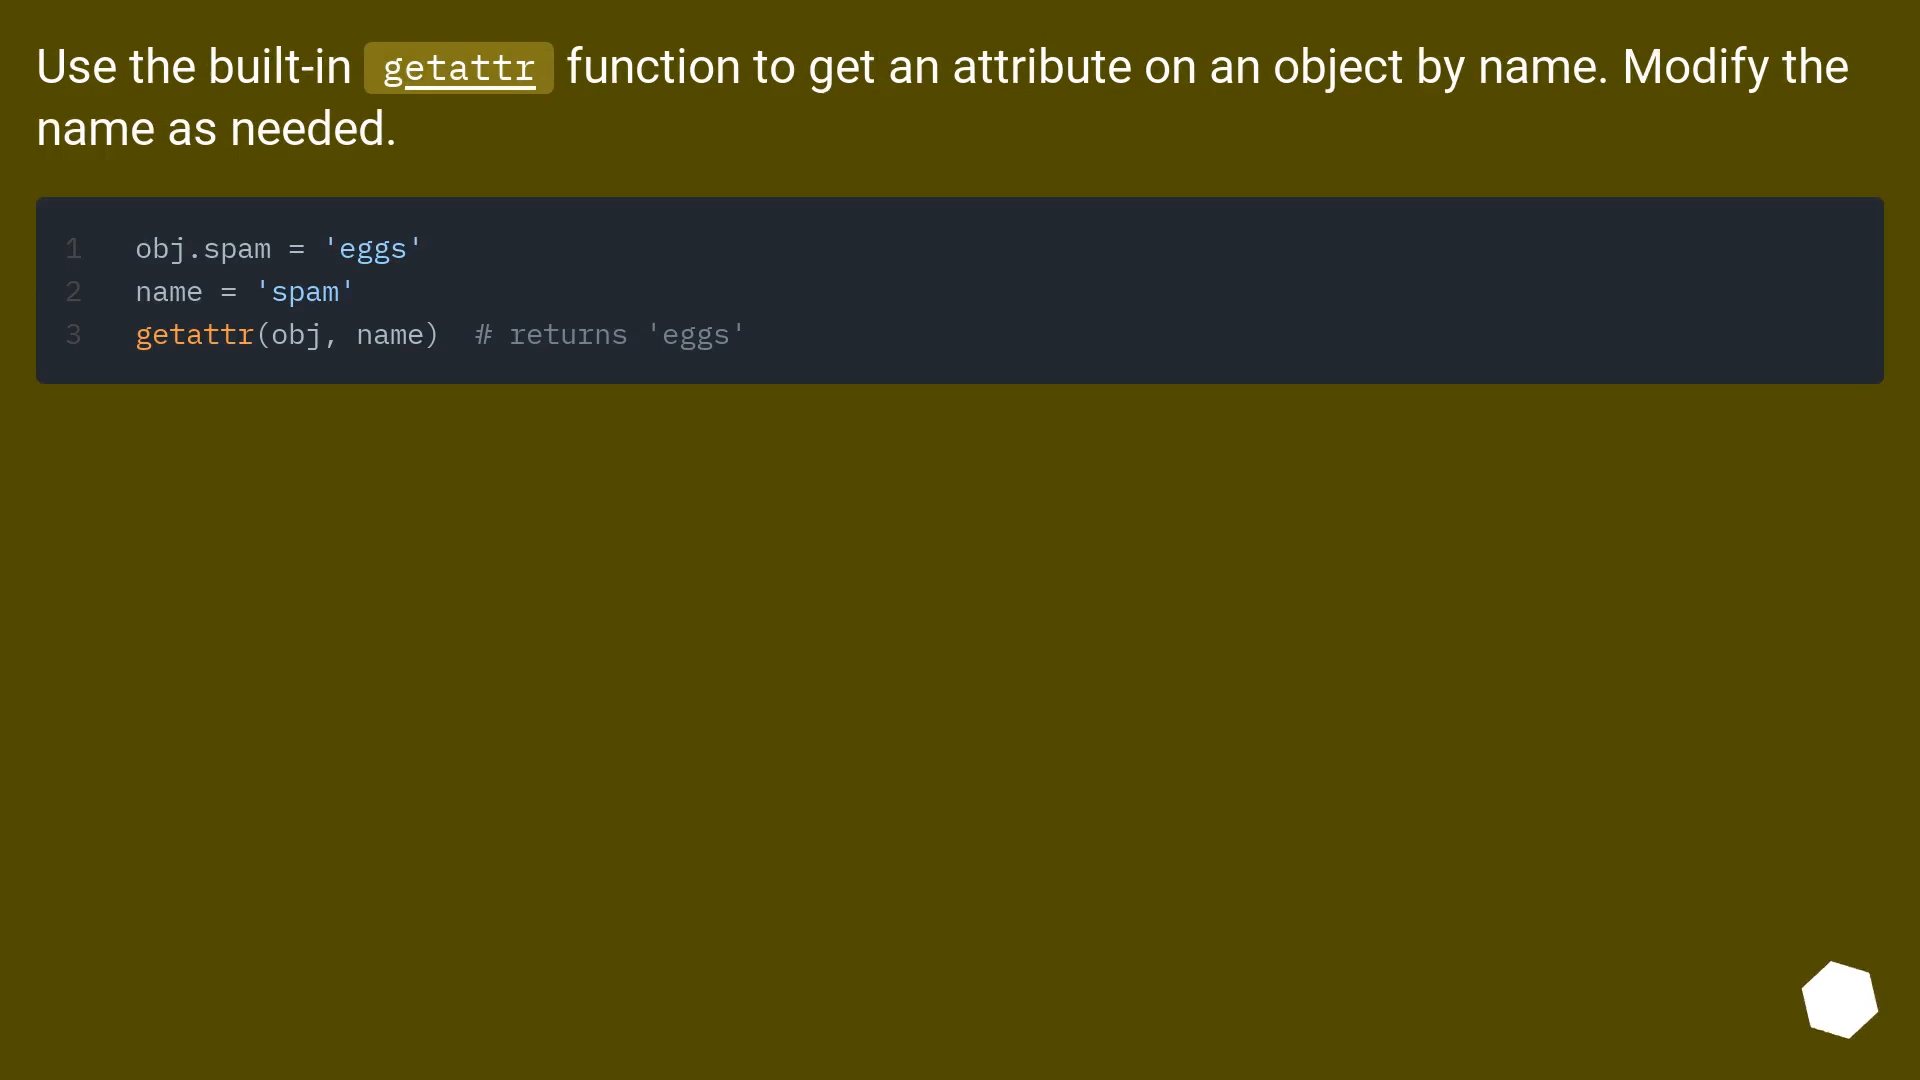 Use the built-in getattr function to get an attribute on an object by name. Modify the
name as needed.
1 obj.spam = 'eggs'
2 name = 'spam'
3 getattr(obj, name)  # returns 'eggs'